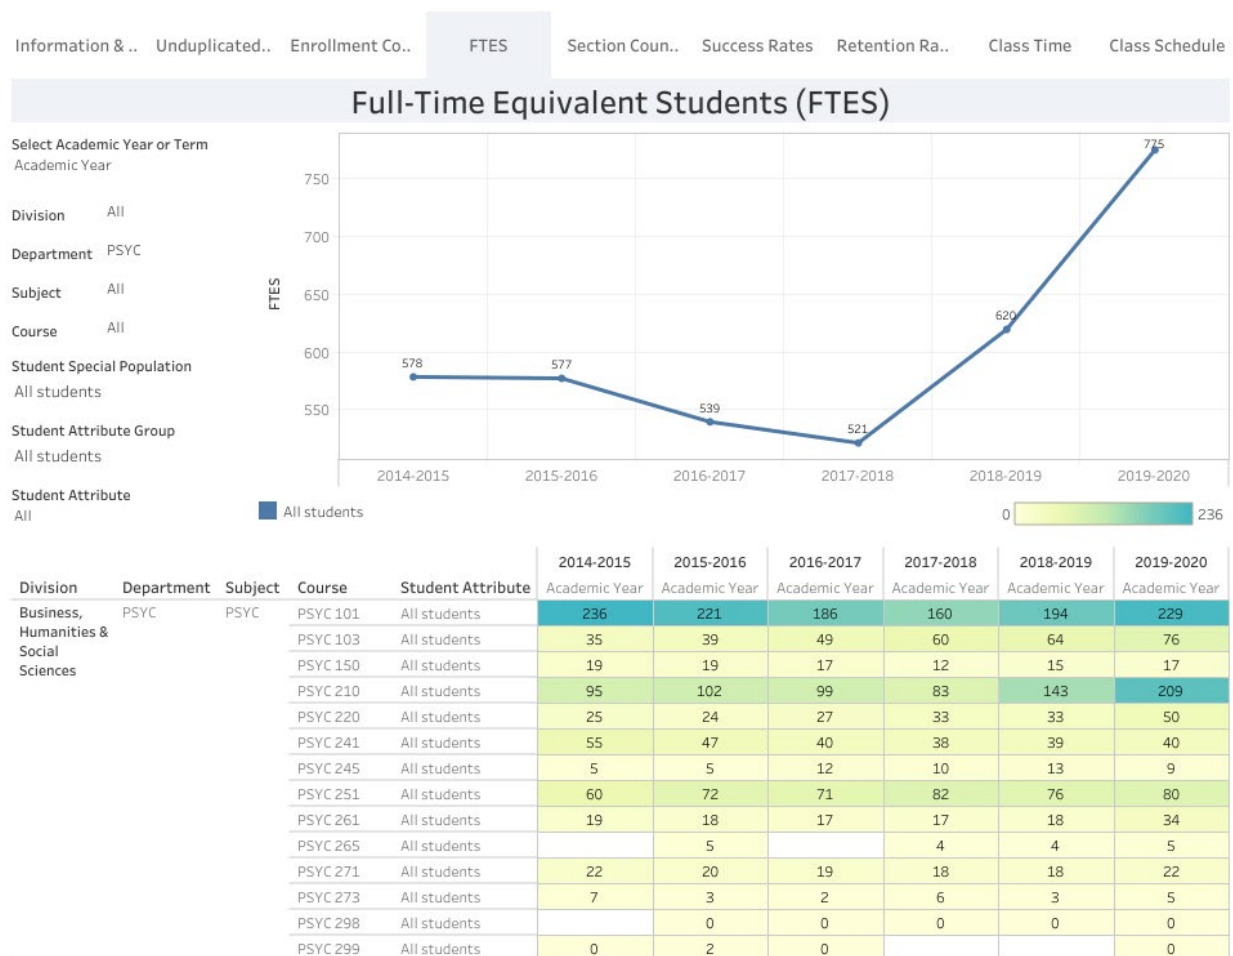 Information & .. Unduplicated.. Enrollment Co.. FTES Section Coun.. Success Rates Retention Ra.. Class Time Class Schedule
Full-Time Equivalent Students (FTES)
Select Academic Year or Term
Academic Year
Division All
Department PSYC
Subject All
Course All
Student Special Population
All students
Student Attribute Group
All students
Student Attribute
All
FTES
750
700
650
600
550
578
577
539
521
620
775
2014-2015 2015-2016 2016-2017 2017-2018 2018-2019 2019-2020
All students
0 236
2014-2015 2015-2016 2016-2017 2017-2018 2018-2019 2019-2020
Division Department Subject Course Student Attribute Academic Year Academic Year Academic Year Academic Year Academic Year Academic Year
Business, PSYC PSYC PSYC 101 All students 236 221 186 160 194 229
Humanities & PSYC 103 All students 35 39 49 60 64 76
Social
Sciences PSYC 150 All students 19 19 17 12 15 17
PSYC 210 All students 95 102 99 83 143 209
PSYC 220 All students 25 24 27 33 33 50
PSYC 241 All students 55 47 40 38 39 40
PSYC 245 All students 5 5 12 10 13 9
PSYC 251 All students 60 72 71 82 76 80
PSYC 261 All students 19 18 17 17 18 34
PSYC 265 All students 5 4 4 5
PSYC 271 All students 22 20 19 18 18 22
PSYC 273 All students 7 3 2 6 3 5
PSYC 298 All students 0 0 0 0 0
PSYC 299 All students 0 2 0 0